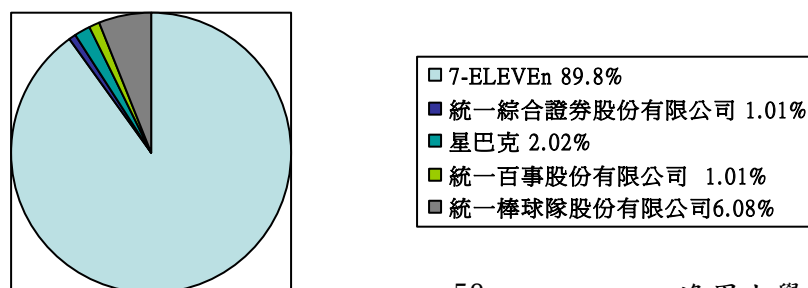 7-ELEVEn 89.8%
統一綜合證券股份有限公司 1.01%
星巴克 2.02%
統一百事股份有限公司 1.01%
統一棒球隊股份有限公司6.08%